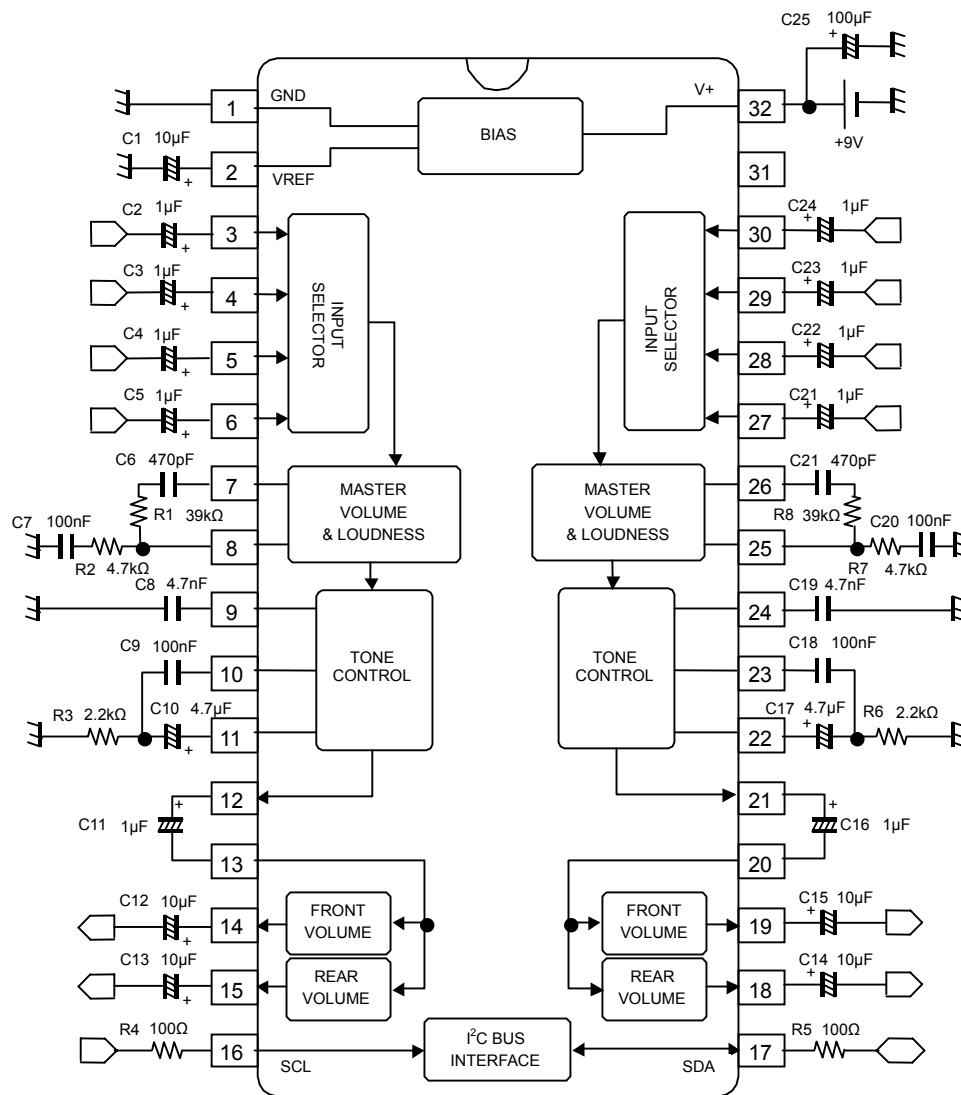 C25 100µF
+
GND
V+
1
32
BIAS
C1 10µF
+9V
2
31
+
VREF
C2 1µF
3
+
C24 1µF
+
30
C3 1µF
4
+
C23 1µF
+
29
INPUT
SELECTOR
INPUT
SELECTOR
C4 1µF
5
+
C22 1µF
+
28
C5 1µF
6
+
C21 1µF
+
27
C6 470pF
7
C21 470pF
26
R1 39kΩ
R8
39kΩ
MASTER
VOLUME
& LOUDNESS
MASTER
VOLUME
& LOUDNESS
C7 100nF
8
C20 100nF
25
R2 4.7kΩ
R7 4.7kΩ
C8 4.7nF
9
C19 4.7nF
24
C9 100nF
10
C18 100nF
23
TONE
CONTROL
TONE
CONTROL
R3 2.2kΩ
C10 4.7µF
+
11
C17 4.7µF
+
R6 2.2kΩ
22
12
21
+
+
C11 1µF
C16 1µF
13
20
C12 10µF
+
14
FRONT
VOLUME
FRONT
VOLUME
19
C15 10µF
+
C13 10µF
+
15
REAR
VOLUME
REAR
VOLUME
18
C14 10µF
+
R4 100Ω
16
SCL
I²C BUS
INTERFACE
SDA
17
R5 100Ω